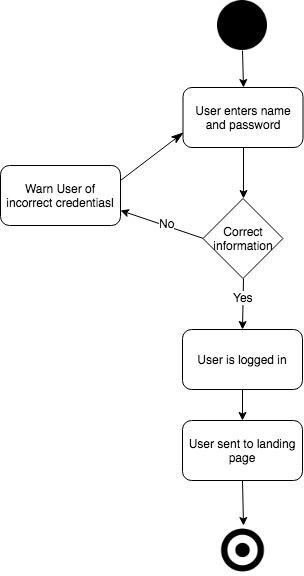 User enters name
and password
Warn User of
incorrect credentiasl
No
Correct
information
Yes
User is logged in
User sent to landing
page